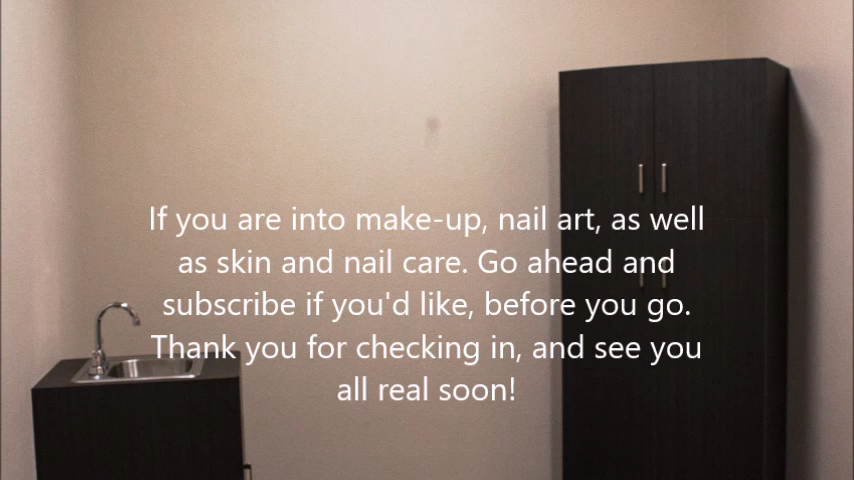 If you are into make-up, nail art, as well
as skin and nail care. Go ahead and
subscribe if you'd like, before you go.
Thank you for checking in, and see you
all real soon!